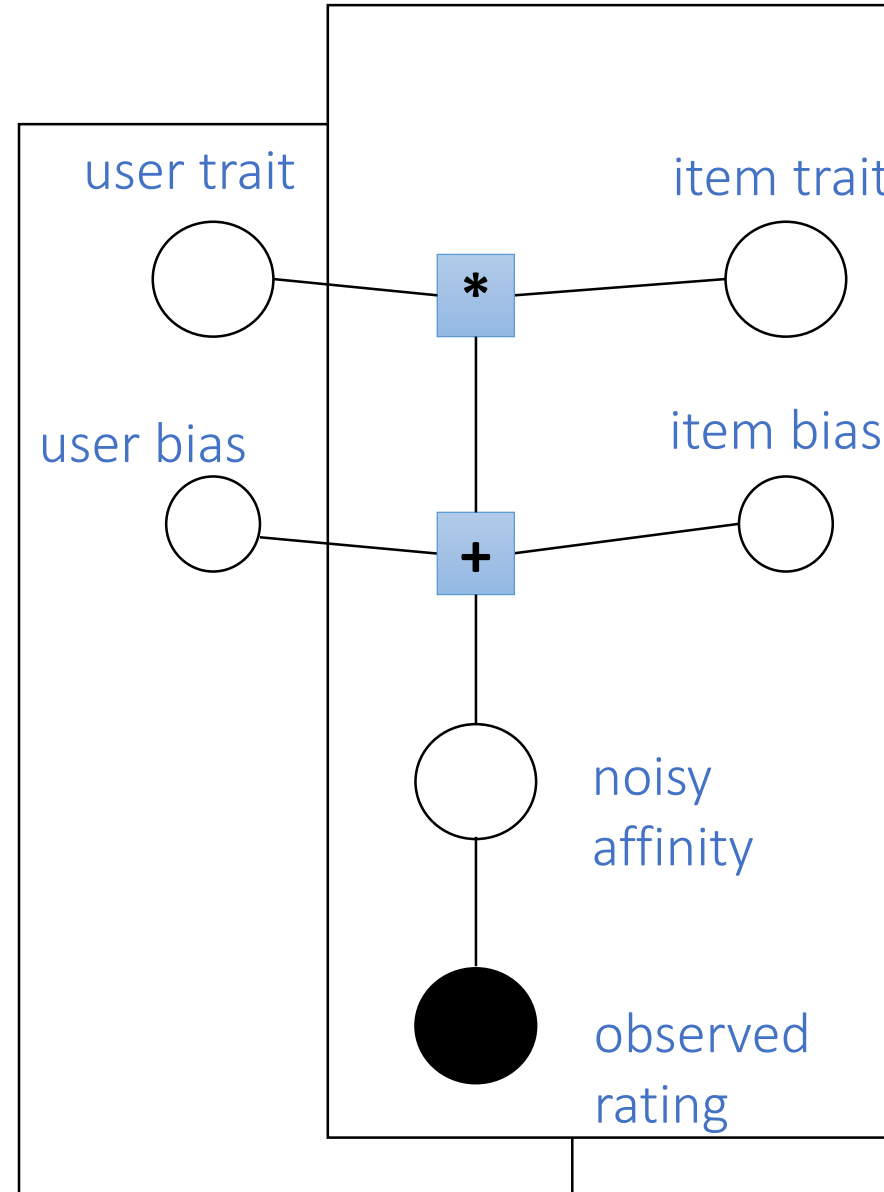 user trait
item trait
*
user bias
item bias
+
noisy
affinity
observed
rating